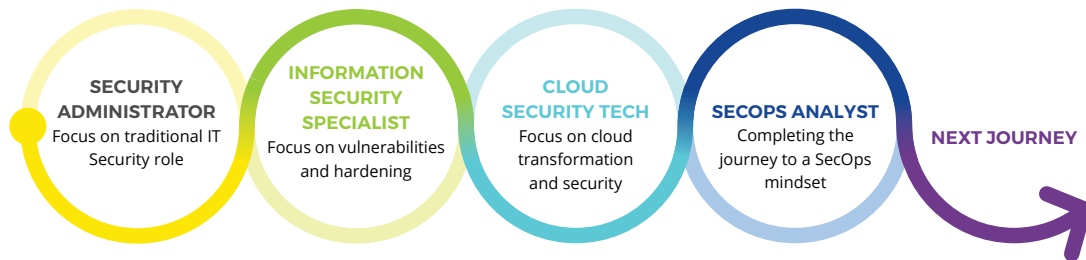 SECURITY
ADMINISTRATOR
Focus on traditional IT
Security role
INFORMATION
SECURITY
SPECIALIST
Focus on vulnerabilities
and hardening
CLOUD
SECURITY TECH
Focus on cloud
transformation
and security
SECOPS ANALYST
Completing the
journey to a SecOps
mindset
NEXT JOURNEY